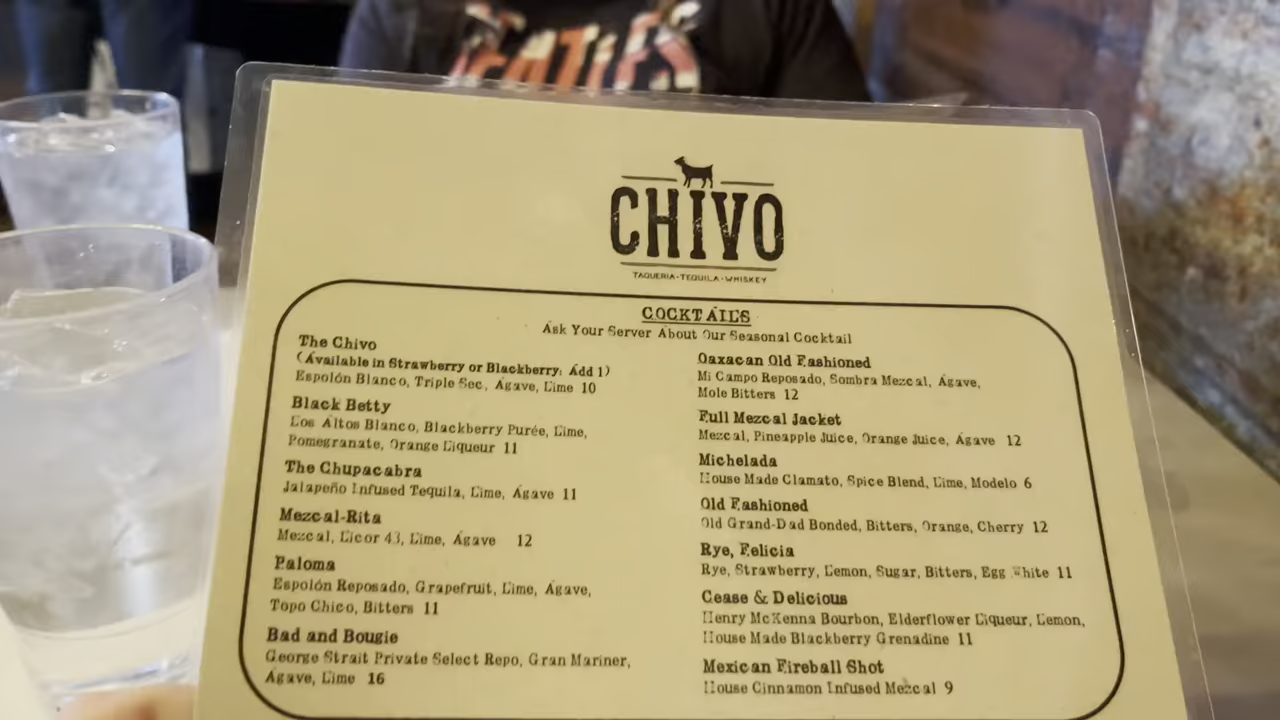 BEATLES
CHIVO
TAQUERIA • TEQUILA • WHISKEY
COCKTAILS
Ask Your Server About Our Seasonal Cocktail
The Chivo
(Available in Strawberry or Blackberry: Add 1)
Espolón Blanco, Triple Sec, Agave, Lime 10
Black Betty
Los Altos Blanco, Blackberry Purée, Lime,
Pomegranate, Orange Liqueur 11
The Chupacabra
Jalapeño Infused Tequila, Lime, Agave 11
Mezcal-Rita
Mezcal, Licor 43, Lime, Agave 12
Paloma
Espolón Reposado, Grapefruit, Lime, Agave,
Topo Chico, Bitters 11
Bad and Bougie
George Strait Private Select Repo, Gran Mariner,
Agave, Lime 16
Oaxacan Old Fashioned
Mi Campo Reposado, Sombra Mezcal, Agave,
Mole Bitters 12
Full Mezcal Jacket
Mezcal, Pineapple Juice, Orange Juice, Agave 12
Michelada
House Made Clamato, Spice Blend, Lime, Modelo 6
Old Fashioned
Old Grand-Dad Bonded, Bitters, Orange, Cherry 12
Rye, Felicia
Rye, Strawberry, Lemon, Sugar, Bitters, Egg White 11
Cease & Delicious
Henry McKenna Bourbon, Elderflower Liqueur, Lemon,
House Made Blackberry Grenadine 11
Mexican Fireball Shot
House Cinnamon Infused Mezcal 9